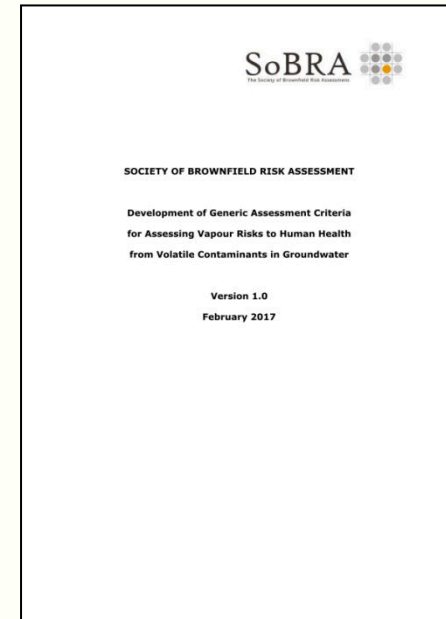 SoBRA
The Society of Brownfield Risk Assessment
SOCIETY OF BROWNFIELD RISK ASSESSMENT
Development of Generic Assessment Criteria
for Assessing Vapour Risks to Human Health
from Volatile Contaminants in Groundwater
Version 1.0
February 2017